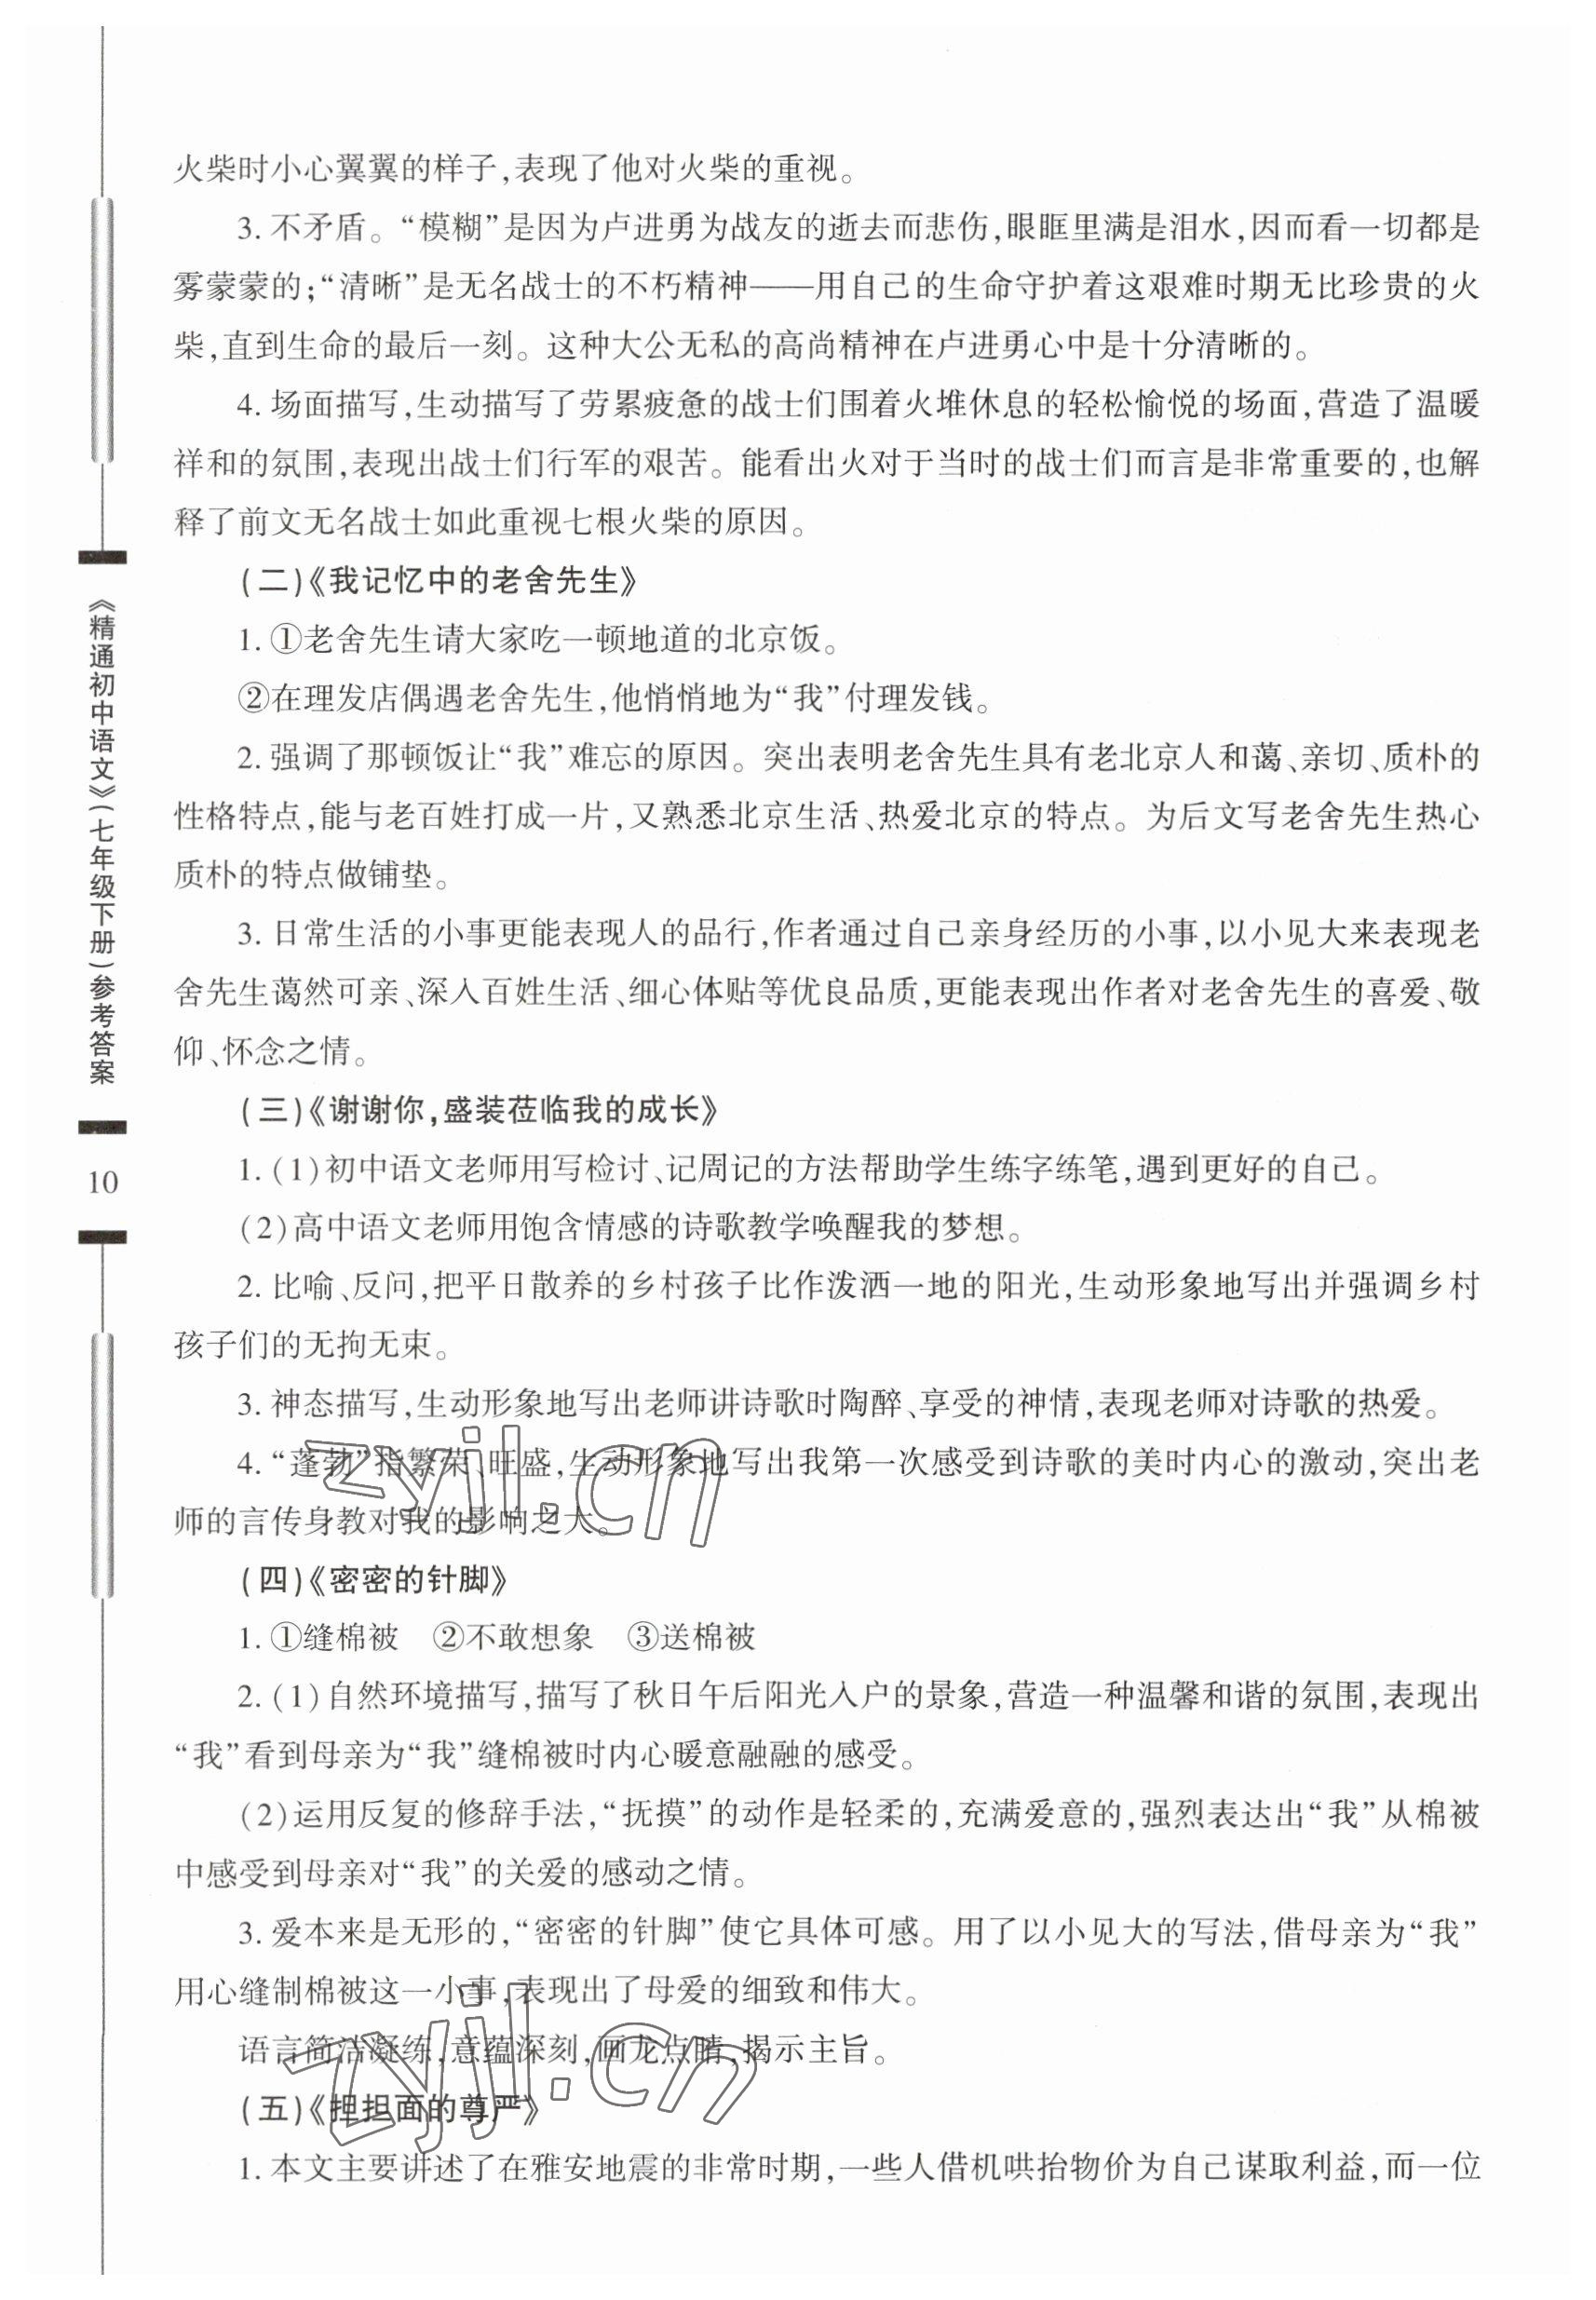 火柴时小心翼翼的样子,表现了他对火柴的重视。
3. 不矛盾。“模糊”是因为卢进勇为战友的逝去而悲伤,眼眶里满是泪水,因而看一切都是
雾蒙蒙的;“清晰”是无名战士的不朽精神——用自己的生命守护着这艰难时期无比珍贵的火
柴,直到生命的最后一刻。这种大公无私的高尚精神在卢进勇心中是十分清晰的。
4. 场面描写,生动描写了劳累疲惫的战士们围着火堆休息的轻松愉悦的场面,营造了温暖
祥和的氛围,表现出战士们行军的艰苦。能看出火对于当时的战士们而言是非常重要的,也解
释了前文无名战士如此重视七根火柴的原因。
(二)《我记忆中的老舍先生》
1. ①老舍先生请大家吃一顿地道的北京饭。
②在理发店偶遇老舍先生,他悄悄地为“我”付理发钱。
2. 强调了那顿饭让“我”难忘的原因。突出表明老舍先生具有老北京人和蔼、亲切、质朴的
性格特点,能与老百姓打成一片,又熟悉北京生活、热爱北京的特点。为后文写老舍先生热心
质朴的特点做铺垫。
3. 日常生活的小事更能表现人的品行,作者通过自己亲身经历的小事,以小见大来表现老
舍先生蔼然可亲、深入百姓生活、细心体贴等优良品质,更能表现出作者对老舍先生的喜爱、敬
仰、怀念之情。
(三)《谢谢你,盛装莅临我的成长》
1. (1)初中语文老师用写检讨、记周记的方法帮助学生练字练笔,遇到更好的自己。
(2)高中语文老师用饱含情感的诗歌教学唤醒我的梦想。
2. 比喻、反问,把平日散养的乡村孩子比作泼洒一地的阳光,生动形象地写出并强调乡村
孩子们的无拘无束。
3. 神态描写,生动形象地写出老师讲诗歌时陶醉、享受的神情,表现老师对诗歌的热爱。
4. “蓬勃”指繁荣、旺盛,生动形象地写出我第一次感受到诗歌的美时内心的激动,突出老
师的言传身教对我的影响之大。
(四)《密密的针脚》
1. ①缝棉被 ②不敢想象 ③送棉被
2. (1)自然环境描写,描写了秋日午后阳光入户的景象,营造一种温馨和谐的氛围,表现出
“我”看到母亲为“我”缝棉被时内心暖意融融的感受。
(2)运用反复的修辞手法,“抚摸”的动作是轻柔的,充满爱意的,强烈表达出“我”从棉被
中感受到母亲对“我”的关爱的感动之情。
3. 爱本来是无形的,“密密的针脚”使它具体可感。用了以小见大的写法,借母亲为“我”
用心缝制棉被这一小事,表现出了母爱的细致和伟大。
语言简洁凝练,意蕴深刻,画龙点睛,揭示主旨。
(五)《担担面的尊严》
1. 本文主要讲述了在雅安地震的非常时期,一些人借机哄抬物价为自己谋取利益,而一位
《精通初中语文》(七年级下册)参考答案
10
zyjl.cn
zyjl.cn